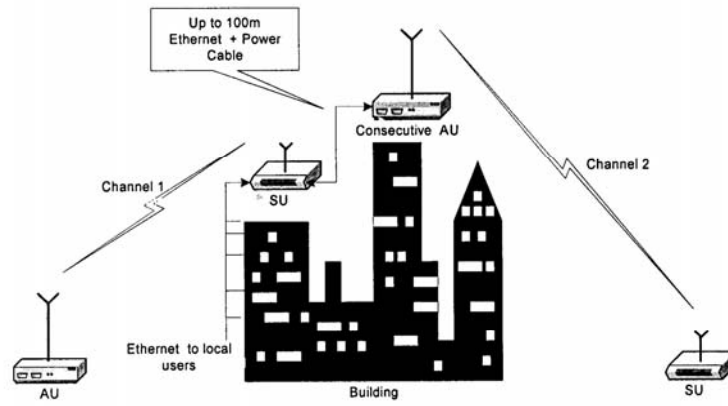 Up to 100m
Ethernet + Power
Cable
Consecutive AU
Channel 1
Channel 2
SU
Ethernet to local
users
AU
Building
SU